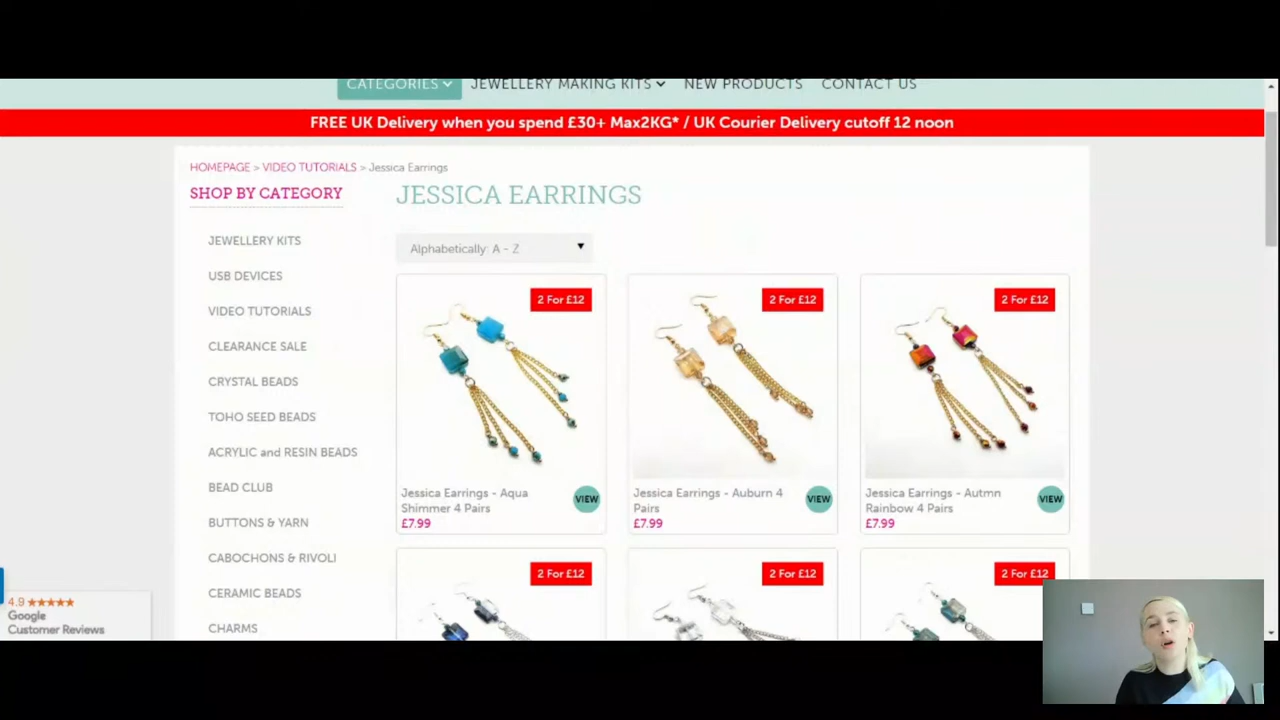 CATEGORIES
JEWELLERY MAKING KITS
NEW PRODUCTS
CONTACT US
FREE UK Delivery when you spend £30+ Max2KG* / UK Courier Delivery cutoff 12 noon
HOMEPAGE > VIDEO TUTORIALS > Jessica Earrings
SHOP BY CATEGORY
JEWELLERY KITS
USB DEVICES
VIDEO TUTORIALS
CLEARANCE SALE
CRYSTAL BEADS
TOHO SEED BEADS
ACRYLIC and RESIN BEADS
BEAD CLUB
BUTTONS & YARN
CABOCHONS & RIVOLI
CERAMIC BEADS
CHARMS
4.9
Google
Customer Reviews
JESSICA EARRINGS
Alphabetically: A - Z
2 For £12
Jessica Earrings - Aqua
Shimmer 4 Pairs
£7.99
VIEW
2 For £12
Jessica Earrings - Auburn 4
Pairs
£7.99
VIEW
2 For £12
Jessica Earrings - Autmn
Rainbow 4 Pairs
£7.99
VIEW
2 For £12
2 For £12
2 For £12